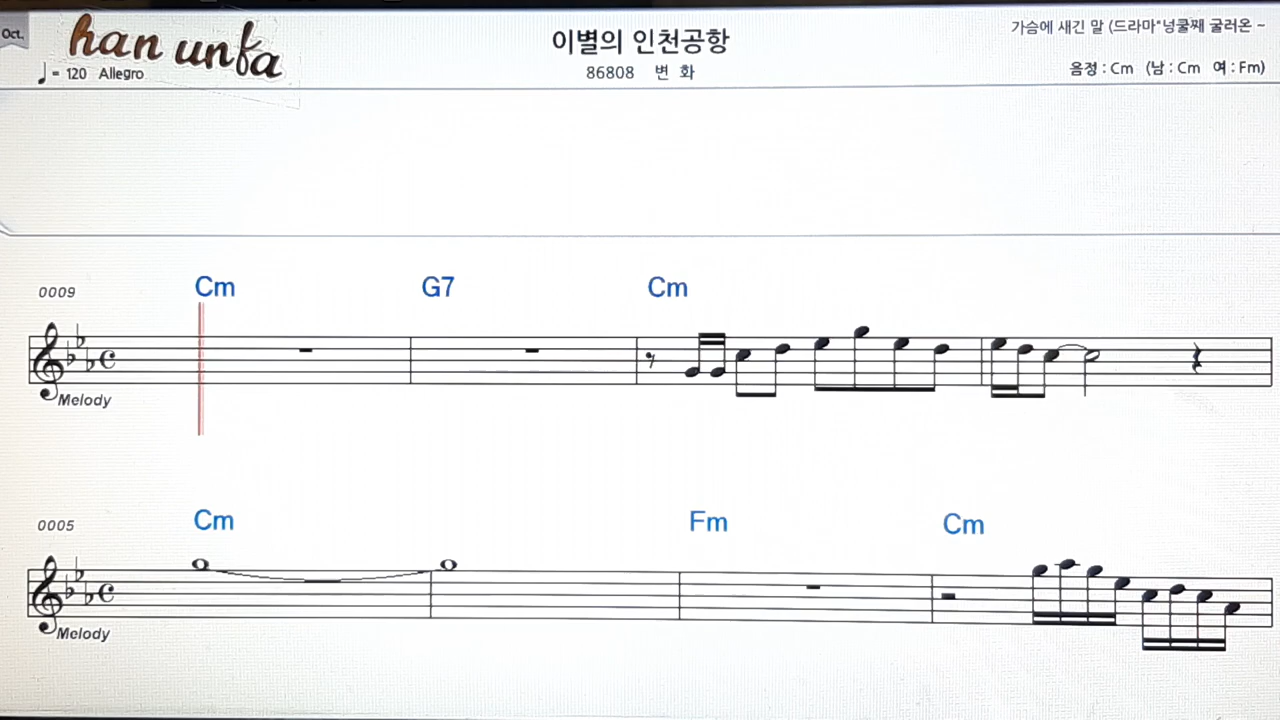 Oct.
han unfa
♩= 120 Allegro
이별의 인천공항
86808 변 화
가슴에 새긴 말 (드라마"넝쿨째 굴러온 ~
음정 : Cm (남 : Cm 여 : Fm)
0009
Cm G7 Cm
Melody
0005
Cm Fm Cm
Melody